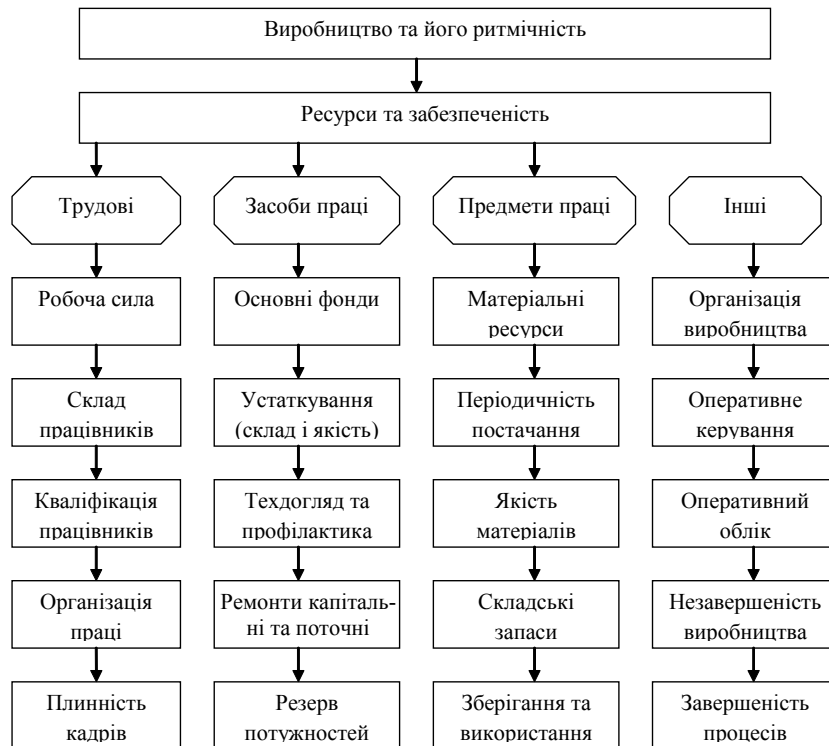 Виробництво та його ритмічність
Ресурси та забезпеченість
Трудові
Засоби праці
Предмети праці
Інші
Робоча сила
Основні фонди
Матеріальні
ресурси
Організація
виробництва
Склад
працівників
Устаткування
(склад і якість)
Періодичність
постачання
Оперативне
керування
Кваліфікація
працівників
Техдогляд та
профілактика
Якість
матеріалів
Оперативний
облік
Організація
праці
Ремонти капіталь-
ні та поточні
Складські
запаси
Незавершеність
виробництва
Плинність
кадрів
Резерв
потужностей
Зберігання та
використання
Завершеність
процесів